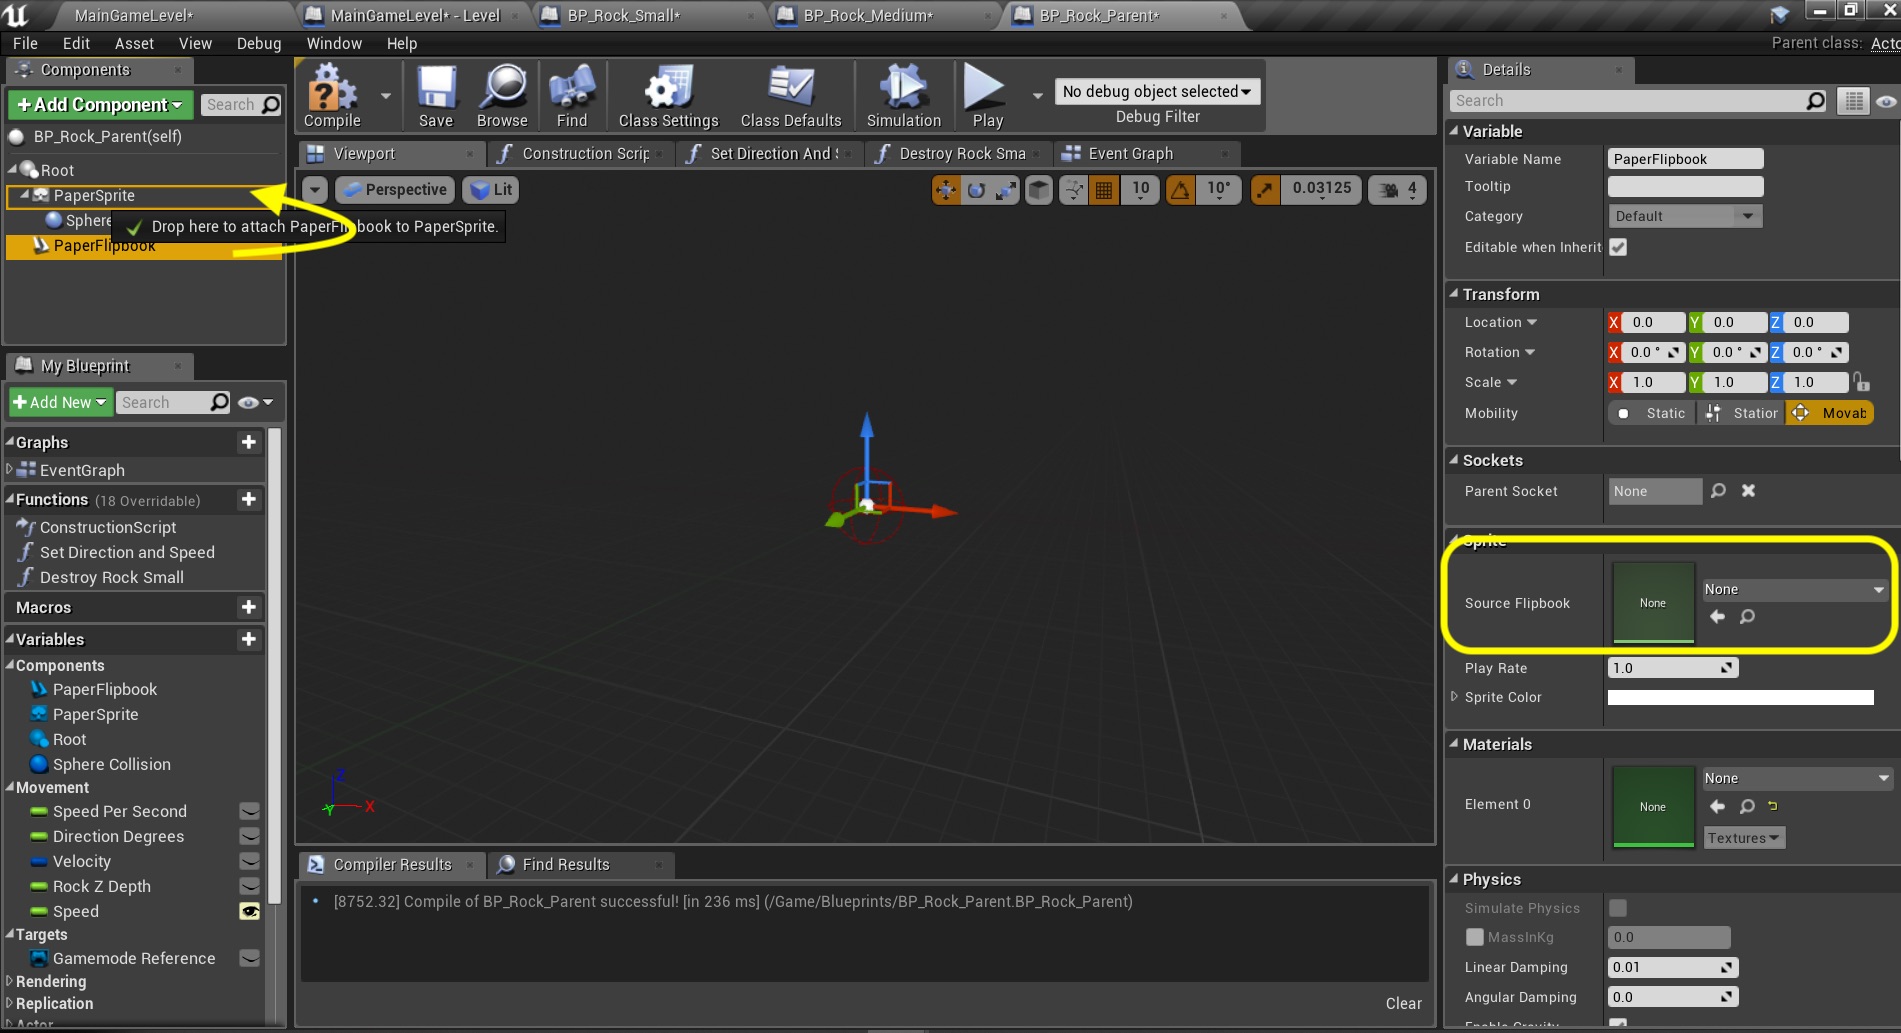 MainGameLevel*
MainGameLevel* - Level
BP_Rock_Small*
BP_Rock_Medium*
BP_Rock_Parent*
File Edit Asset View Debug Window Help
Parent class: Acto
Components
+Add Component
Search
BP_Rock_Parent(self)
Root
PaperSprite
Sphere
Drop here to attach PaperFlipbook to PaperSprite.
PaperFlipbook
Compile
Save
Browse
Find
Class Settings
Class Defaults
Simulation
Play
No debug object selected
Debug Filter
Viewport
Construction Scrip
Set Direction And S
Destroy Rock Sma
Event Graph
Perspective
Lit
10
10°
0.03125
4
Z
Y
X
My Blueprint
+Add New
Search
Graphs
EventGraph
Functions (18 Overridable)
ConstructionScript
Set Direction and Speed
Destroy Rock Small
Macros
Variables
Components
PaperFlipbook
PaperSprite
Root
Sphere Collision
Movement
Speed Per Second
Direction Degrees
Velocity
Rock Z Depth
Speed
Targets
Gamemode Reference
Rendering
Replication
Actor
Compiler Results
Find Results
[8752.32] Compile of BP_Rock_Parent successful! [in 236 ms] (/Game/Blueprints/BP_Rock_Parent.BP_Rock_Parent)
Clear
Details
Search
Variable
Variable Name PaperFlipbook
Tooltip
Category Default
Editable when Inherit
Transform
Location X 0.0 Y 0.0 Z 0.0
Rotation X 0.0 ° Y 0.0 ° Z 0.0 °
Scale X 1.0 Y 1.0 Z 1.0
Mobility Static Station Movab
Sockets
Parent Socket None
Sprite
Source Flipbook None None
Play Rate 1.0
Sprite Color
Materials
Element 0 None None
Textures
Physics
Simulate Physics
MassInKg 0.0
Linear Damping 0.01
Angular Damping 0.0
Enable Gravity